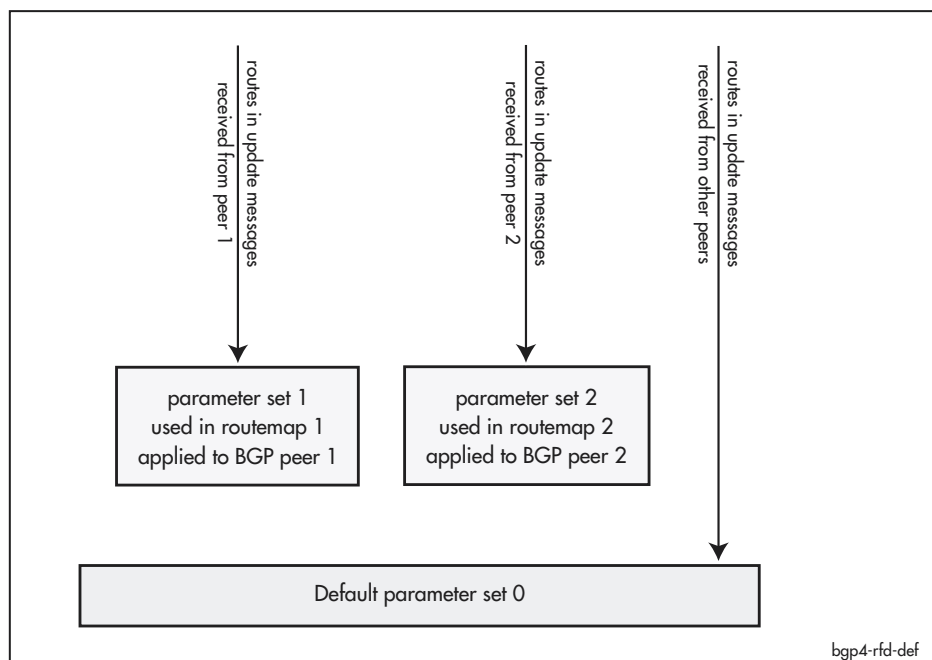 routes in update messages
received from peer 1
routes in update messages
received from peer 2
routes in update messages
received from other peers
parameter set 1
used in routemap 1
applied to BGP peer 1
parameter set 2
used in routemap 2
applied to BGP peer 2
Default parameter set 0
bgp4-rfd-def